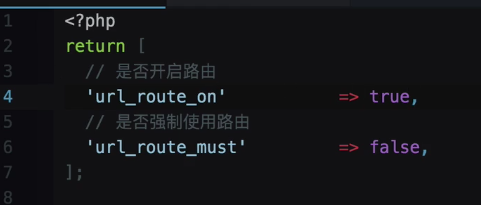 1 <?php
2 return [
3 // 是否开启路由
4 'url_route_on' => true,
5 // 是否强制使用路由
6 'url_route_must' => false,
7 ];
8